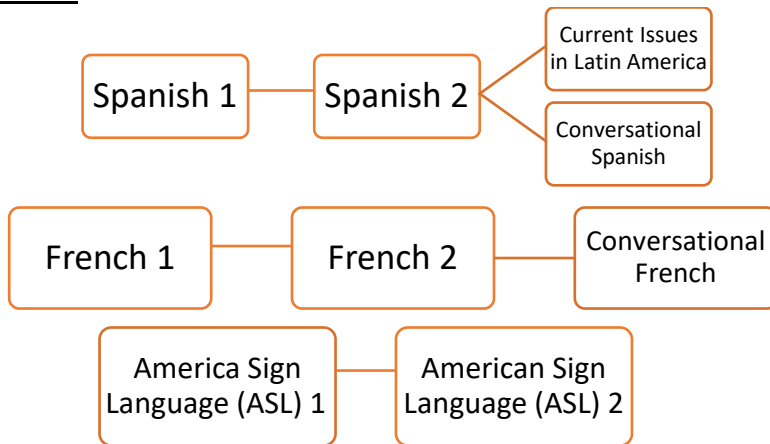 Spanish 1
Spanish 2
Current Issues
in Latin America
Conversational
Spanish
French 1
French 2
Conversational
French
America Sign
Language (ASL) 1
American Sign
Language (ASL) 2